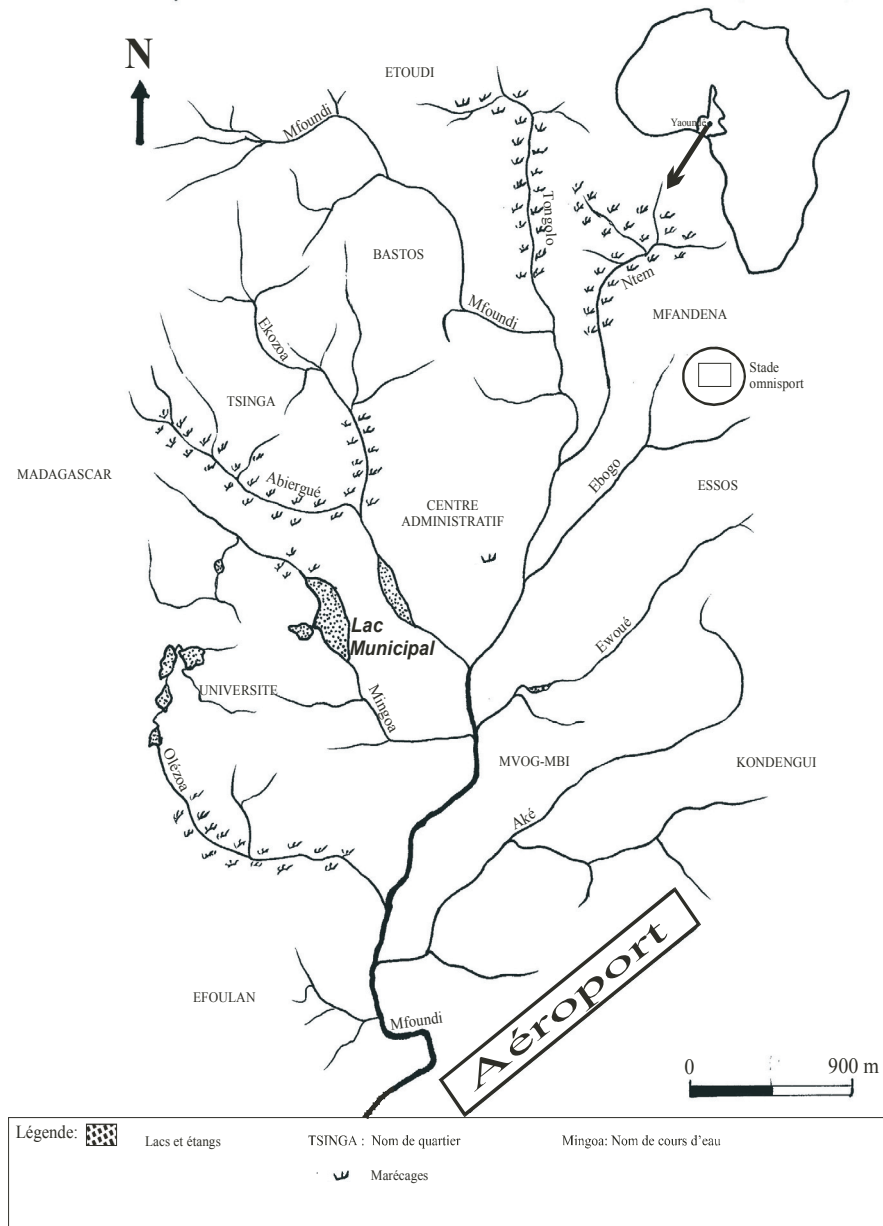 N
ETOUDI
Mfoundi
Yaoundé
Tongolo
BASTOS
Ntem
Mfoundi
MFANDENA
Ekozoa
Stade
omnisport
TSINGA
MADAGASCAR
Abiergué
Ebogo
ESSOS
CENTRE
ADMINISTRATIF
Lac
Municipal
Ewoué
UNIVERSITE
Mingoa
Olézoa
MVOG-MBI
KONDENGUI
Aké
Aéroport
EFOULAN
Mfoundi
0 900 m
Légende: Lacs et étangs TSINGA : Nom de quartier Mingoa: Nom de cours d'eau
Marécages